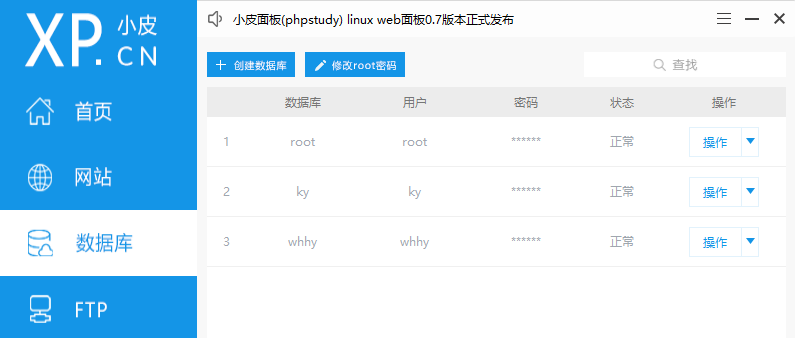 XP.CN 小皮
小皮面板(phpstudy) linux web面板0.7版本正式发布
首页
网站
数据库
FTP
创建数据库 修改root密码 查找
数据库 用户 密码 状态 操作
1 root root ****** 正常 操作
2 ky ky ****** 正常 操作
3 whhy whhy ****** 正常 操作